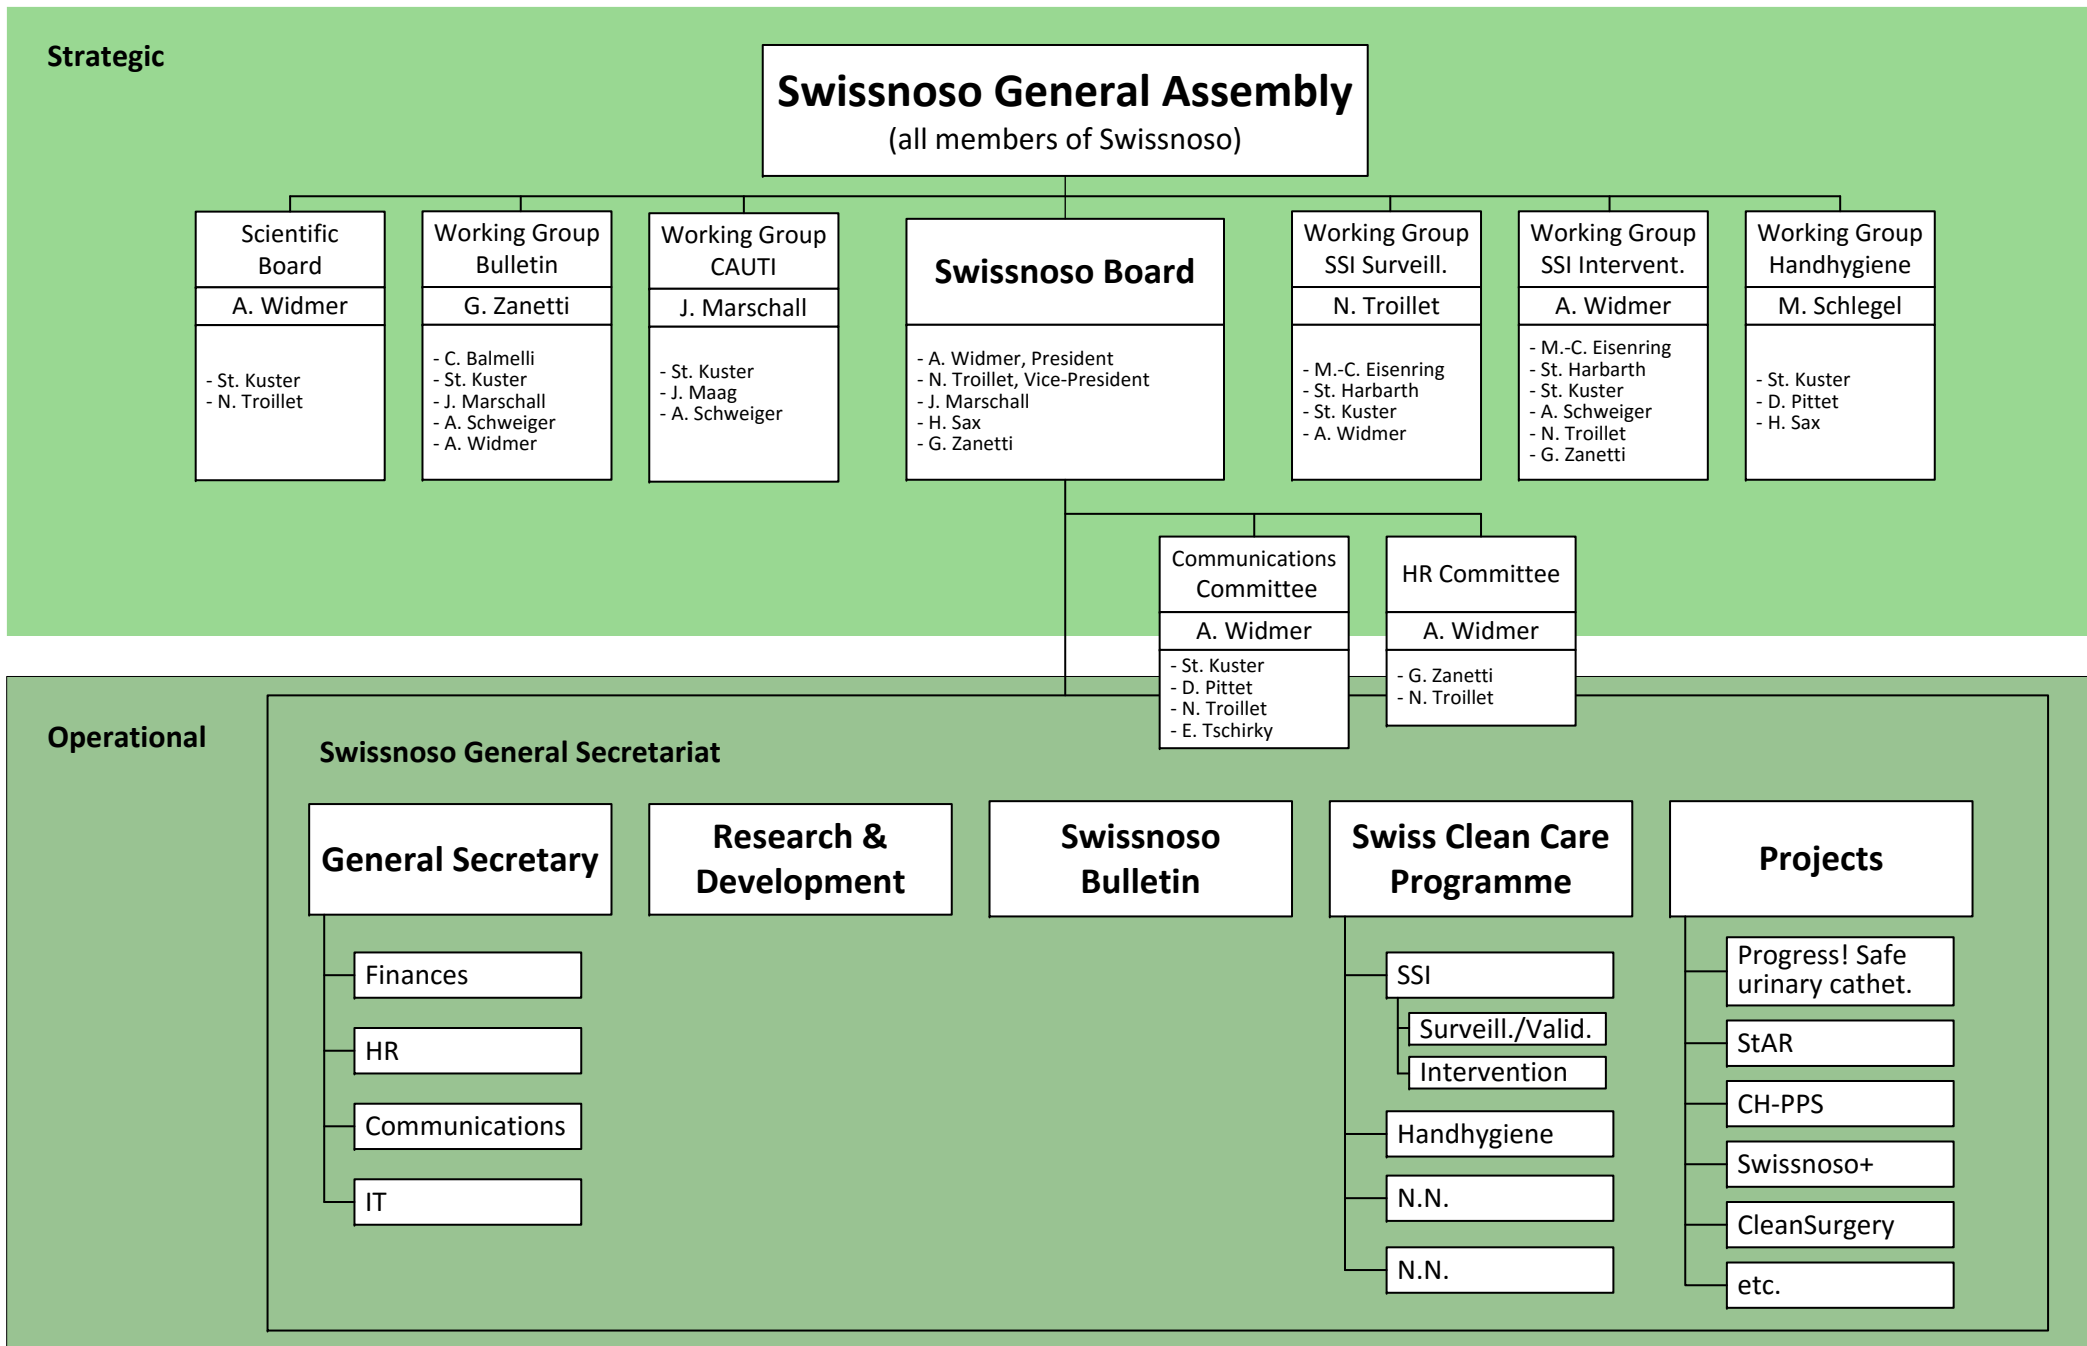 Strategic
Swissnoso General Assembly
(all members of Swissnoso)
Scientific
Board
A. Widmer
- St. Kuster
- N. Troillet
Working Group
Bulletin
G. Zanetti
- C. Balmelli
- St. Kuster
- J. Marschall
- A. Schweiger
- A. Widmer
Working Group
CAUTI
J. Marschall
- St. Kuster
- J. Maag
- A. Schweiger
Swissnoso Board
- A. Widmer, President
- N. Troillet, Vice-President
- J. Marschall
- H. Sax
- G. Zanetti
Working Group
SSI Surveill.
N. Troillet
- M.-C. Eisenring
- St. Harbarth
- St. Kuster
- A. Widmer
Working Group
SSI Intervent.
A. Widmer
- M.-C. Eisenring
- St. Harbarth
- St. Kuster
- A. Schweiger
- N. Troillet
- G. Zanetti
Working Group
Handhygiene
M. Schlegel
- St. Kuster
- D. Pittet
- H. Sax
Communications
Committee
A. Widmer
- St. Kuster
- D. Pittet
- N. Troillet
- E. Tschirky
HR Committee
A. Widmer
- G. Zanetti
- N. Troillet
Operational
Swissnoso General Secretariat
General Secretary
Finances
HR
Communications
IT
Research &
Development
Swissnoso
Bulletin
Swiss Clean Care
Programme
SSI
Surveill./Valid.
Intervention
Handhygiene
N.N.
N.N.
Projects
Progress! Safe
urinary cathet.
StAR
CH-PPS
Swissnoso+
CleanSurgery
etc.